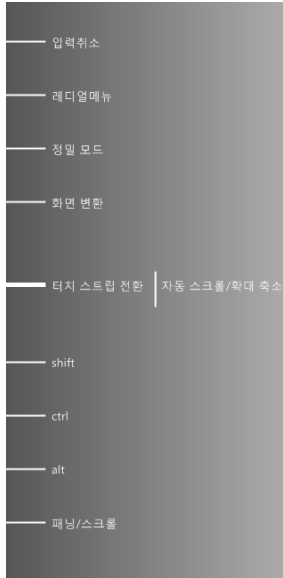 입력취소
레디얼메뉴
정밀 모드
화면 변환
터치 스트립 전환 자동 스크롤/확대 축소
shift
ctrl
alt
패닝/스크롤